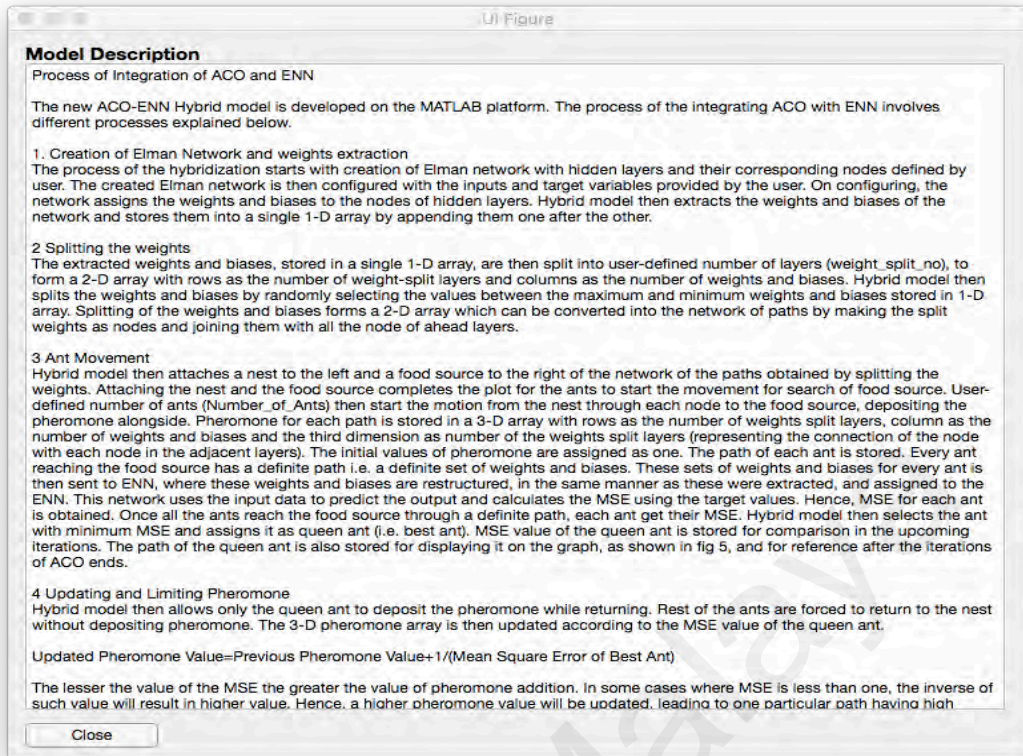 UI Figure
Model Description
Process of Integration of ACO and ENN
The new ACO-ENN Hybrid model is developed on the MATLAB platform. The process of the integrating ACO with ENN involves
different processes explained below.
1. Creation of Elman Network and weights extraction
The process of the hybridization starts with creation of Elman network with hidden layers and their corresponding nodes defined by
user. The created Elman network is then configured with the inputs and target variables provided by the user. On configuring, the
network assigns the weights and biases to the nodes of hidden layers. Hybrid model then extracts the weights and biases of the
network and stores them into a single 1-D array by appending them one after the other.
2 Splitting the weights
The extracted weights and biases, stored in a single 1-D array, are then split into user-defined number of layers (weight_split_no), to
form a 2-D array with rows as the number of weight-split layers and columns as the number of weights and biases. Hybrid model then
splits the weights and biases by randomly selecting the values between the maximum and minimum weights and biases stored in 1-D
array. Splitting of the weights and biases forms a 2-D array which can be converted into the network of paths by making the split
weights as nodes and joining them with all the node of ahead layers.
3 Ant Movement
Hybrid model then attaches a nest to the left and a food source to the right of the network of the paths obtained by splitting the
weights. Attaching the nest and the food source completes the plot for the ants to start the movement for search of food source. User-
defined number of ants (Number_of_Ants) then start the motion from the nest through each node to the food source, depositing the
pheromone alongside. Pheromone for each path is stored in a 3-D array with rows as the number of weights split layers, column as the
number of weights and biases and the third dimension as number of the weights split layers (representing the connection of the node
with each node in the adjacent layers). The initial values of pheromone are assigned as one. The path of each ant is stored. Every ant
reaching the food source has a definite path i.e. a definite set of weights and biases. These sets of weights and biases for every ant is
then sent to ENN, where these weights and biases are restructured, in the same manner as these were extracted, and assigned to the
ENN. This network uses the input data to predict the output and calculates the MSE using the target values. Hence, MSE for each ant
is obtained. Once all the ants reach the food source through a definite path, each ant get their MSE. Hybrid model then selects the ant
with minimum MSE and assigns it as queen ant (i.e. best ant). MSE value of the queen ant is stored for comparison in the upcoming
iterations. The path of the queen ant is also stored for displaying it on the graph, as shown in fig 5, and for reference after the iterations
of ACO ends.
4 Updating and Limiting Pheromone
Hybrid model then allows only the queen ant to deposit the pheromone while returning. Rest of the ants are forced to return to the nest
without depositing pheromone. The 3-D pheromone array is then updated according to the MSE value of the queen ant.
Updated Pheromone Value=Previous Pheromone Value+1/(Mean Square Error of Best Ant)
The lesser the value of the MSE the greater the value of pheromone addition. In some cases where MSE is less than one, the inverse of
such value will result in higher value. Hence, a higher pheromone value will be updated, leading to one particular path having high
Close